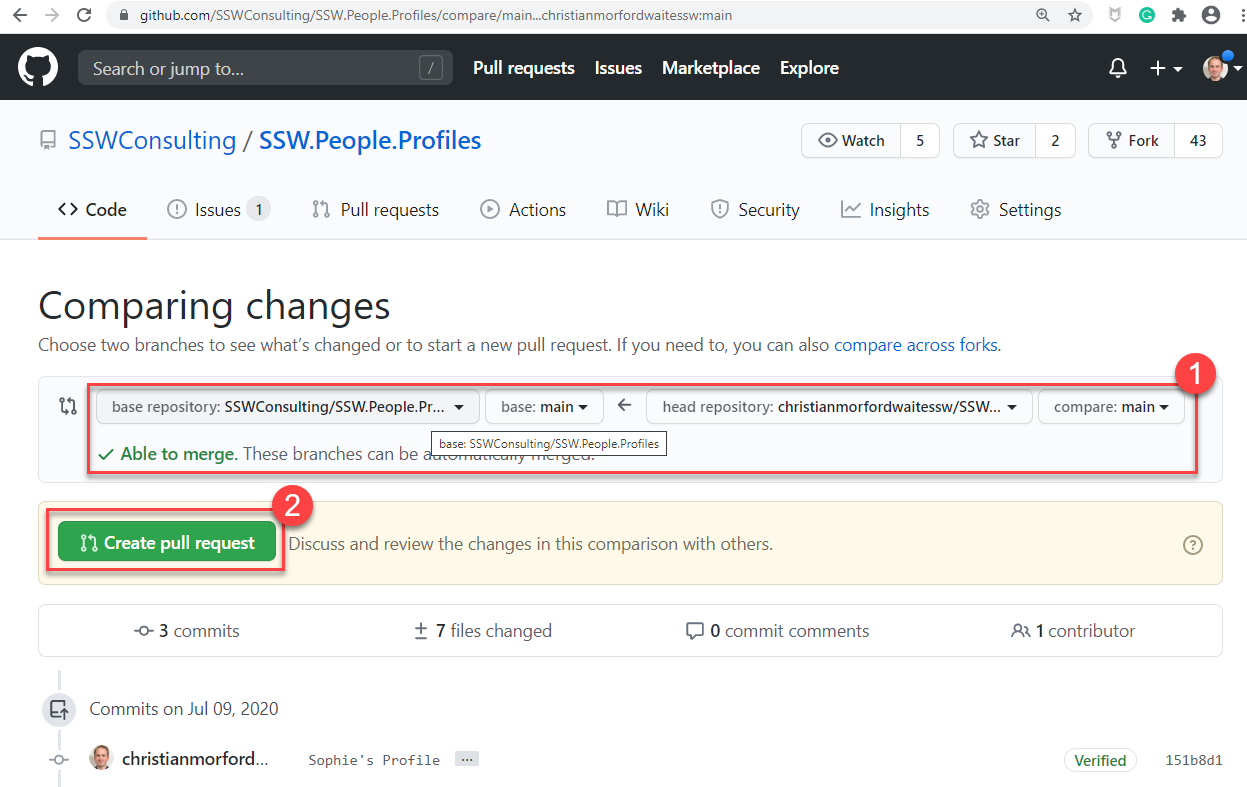 github.com/SSWConsulting/SSW.People.Profiles/compare/main...christianmorfordwaitessw:main
Search or jump to... / Pull requests Issues Marketplace Explore
SSWConsulting / SSW.People.Profiles Watch 5 Star 2 Fork 43
Code Issues 1 Pull requests Actions Wiki Security Insights Settings
Comparing changes
Choose two branches to see what's changed or to start a new pull request. If you need to, you can also compare across forks.
1
base repository: SSWConsulting/SSW.People.Pr... base: main head repository: christianmorfordwaitessw/SSW... compare: main
base: SSWConsulting/SSW.People.Profiles
Able to merge. These branches can be automatically merged.
2
Create pull request Discuss and review the changes in this comparison with others.
3 commits 7 files changed 0 commit comments 1 contributor
Commits on Jul 09, 2020
christianmorford... Sophie's Profile ... Verified 151b8d1